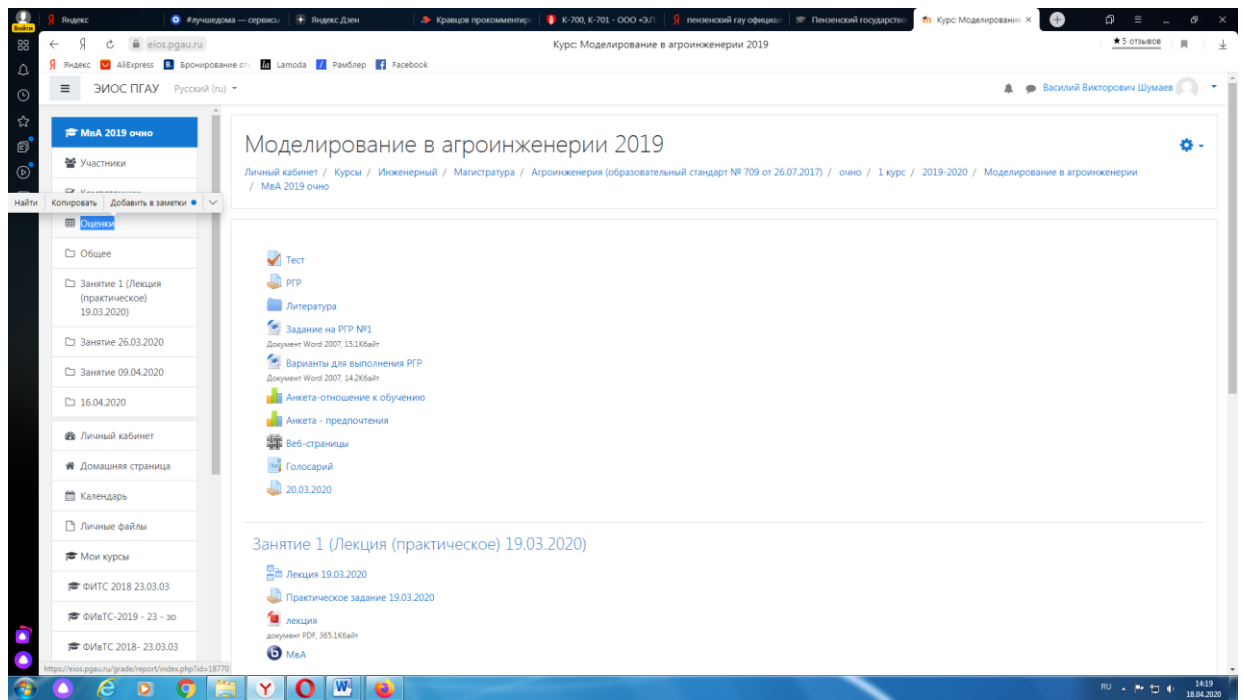 Яндекс
#лучшедома — сервисы
Яндекс.Дзен
Кравцов прокомментиро
К-700, К-701 - ООО «Э.П.
пензенский гау официал
Пензенский государстве
Курс: Моделирование
Войти
eios.pgau.ru
Курс: Моделирование в агроинженерии 2019
★5 отзывов
Яндекс
AliExpress
Бронирование оте
Lamoda
Рамблер
Facebook
ЭИОС ПГАУ
Русский (ru)
Василий Викторович Шумаев
МвА 2019 очно
Участники
Компетенции
Найти
Копировать
Добавить в заметки
Оценки
Общее
Занятие 1 (Лекция
(практическое)
19.03.2020)
Занятие 26.03.2020
Занятие 09.04.2020
16.04.2020
Личный кабинет
Домашняя страница
Календарь
Личные файлы
Мои курсы
ФИТС 2018 23.03.03
ФИвТС-2019 - 23 - зо
ФИвТС 2018- 23.03.03
https://eios.pgau.ru/grade/report/index.php?id=18770
Моделирование в агроинженерии 2019
Личный кабинет / Курсы / Инженерный / Магистратура / Агроинженерия (образовательный стандарт № 709 от 26.07.2017) / очно / 1 курс / 2019-2020 / Моделирование в агроинженерии
/ МвА 2019 очно
Тест
РГР
Литература
Задание на РГР №1
Документ Word 2007, 15.1Кбайт
Варианты для выполнения РГР
Документ Word 2007, 14.2Кбайт
Анкета-отношение к обучению
Анкета - предпочтения
Веб-страницы
Голосарий
20.03.2020
Занятие 1 (Лекция (практическое) 19.03.2020)
Лекция 19.03.2020
Практическое задание 19.03.2020
лекция
документ PDF, 365.1Кбайт
МвА
RU
14:19
18.04.2020